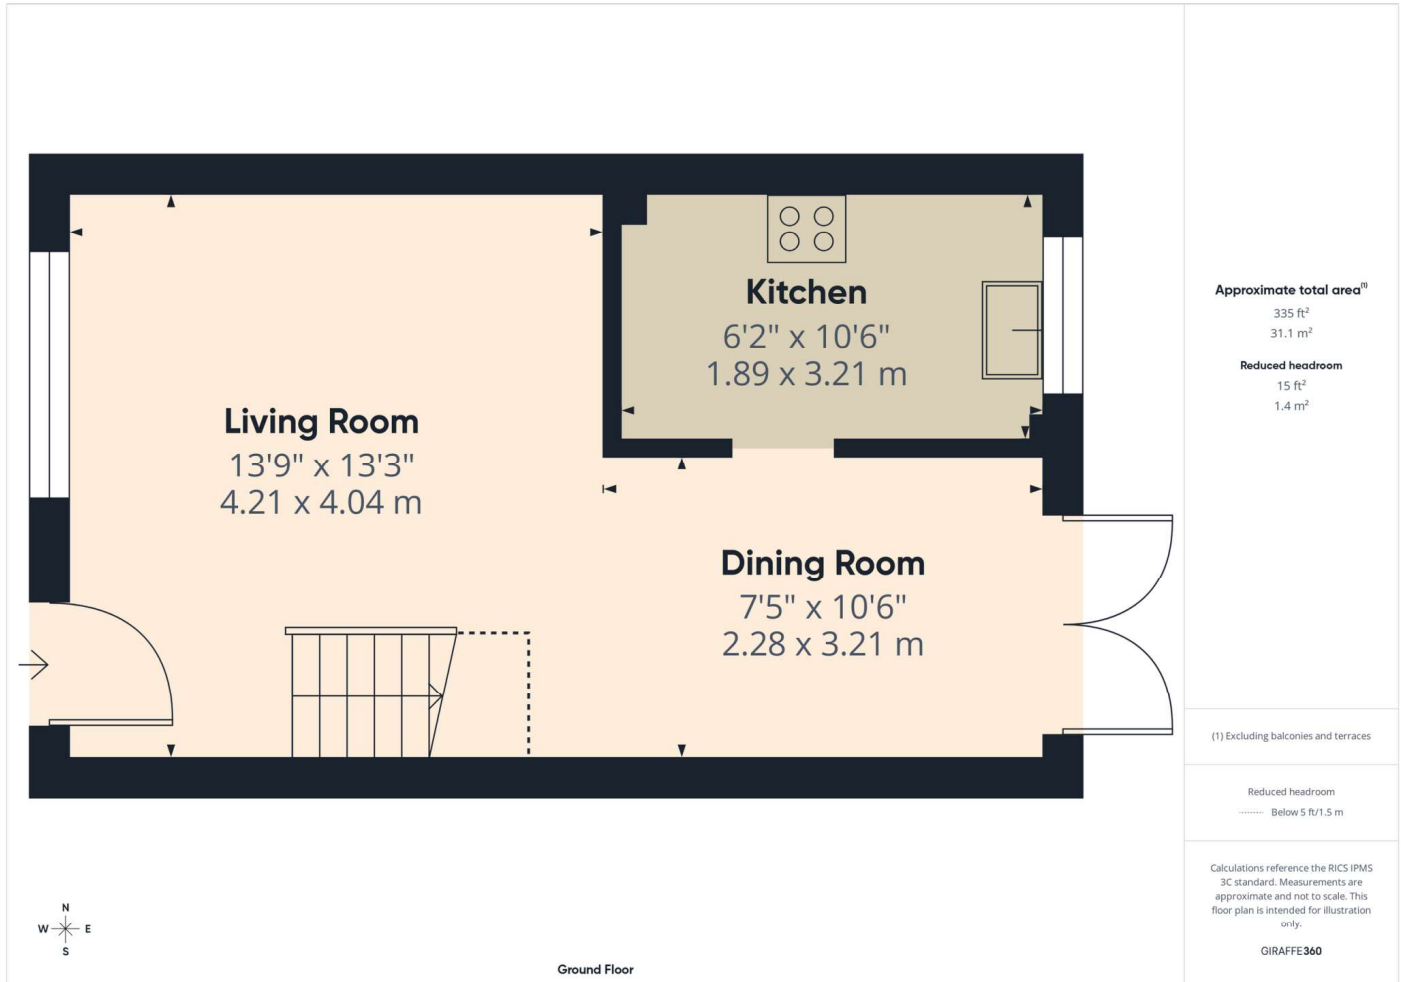 Living Room
13'9" x 13'3"
4.21 x 4.04 m
Kitchen
6'2" x 10'6"
1.89 x 3.21 m
Dining Room
7'5" x 10'6"
2.28 x 3.21 m
N
W E
S
Ground Floor
Approximate total area⁽¹⁾
335 ft²
31.1 m²
Reduced headroom
15 ft²
1.4 m²
(1) Excluding balconies and terraces
Reduced headroom
Below 5 ft/1.5 m
Calculations reference the RICS IPMS
3C standard. Measurements are
approximate and not to scale. This
floor plan is intended for illustration
only.
GIRAFFE360